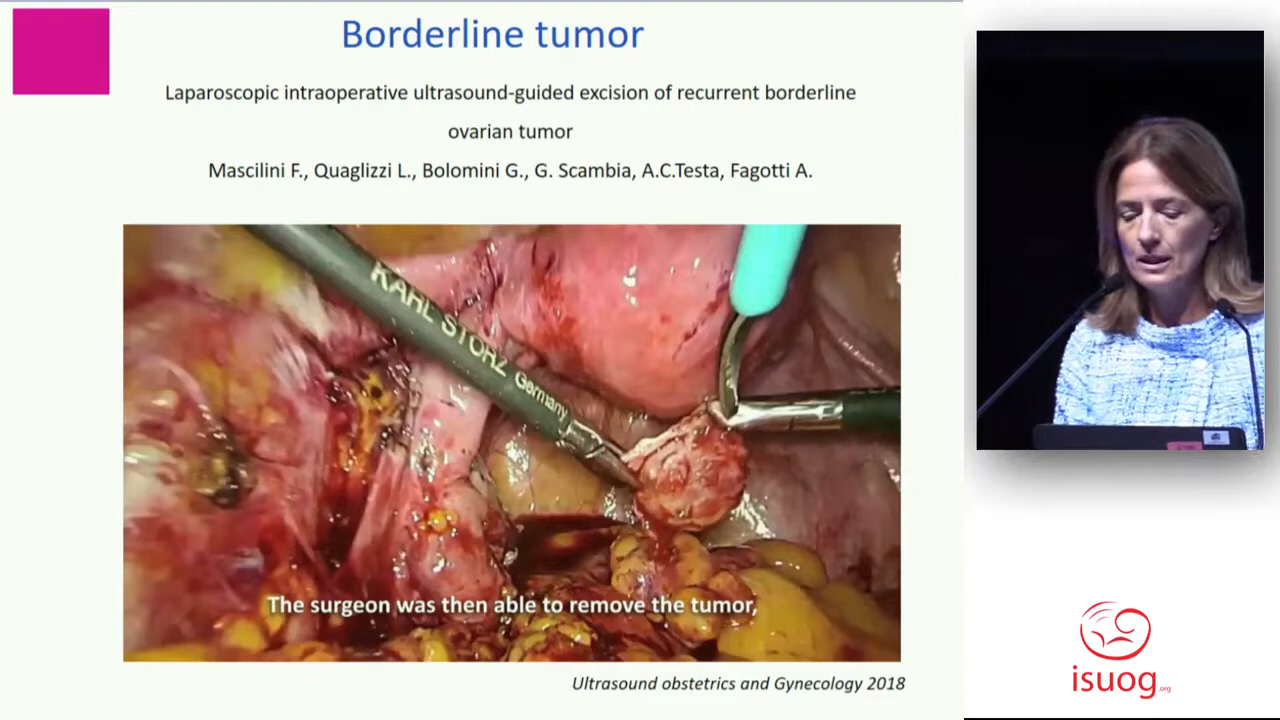 Borderline tumor
Laparoscopic intraoperative ultrasound-guided excision of recurrent borderline
ovarian tumor
Mascilini F., Quaglizzi L., Bolomini G., G. Scambia, A.C.Testa, Fagotti A.
KARL STORZ Germany
The surgeon was then able to remove the tumor,
Ultrasound obstetrics and Gynecology 2018
isuog.org